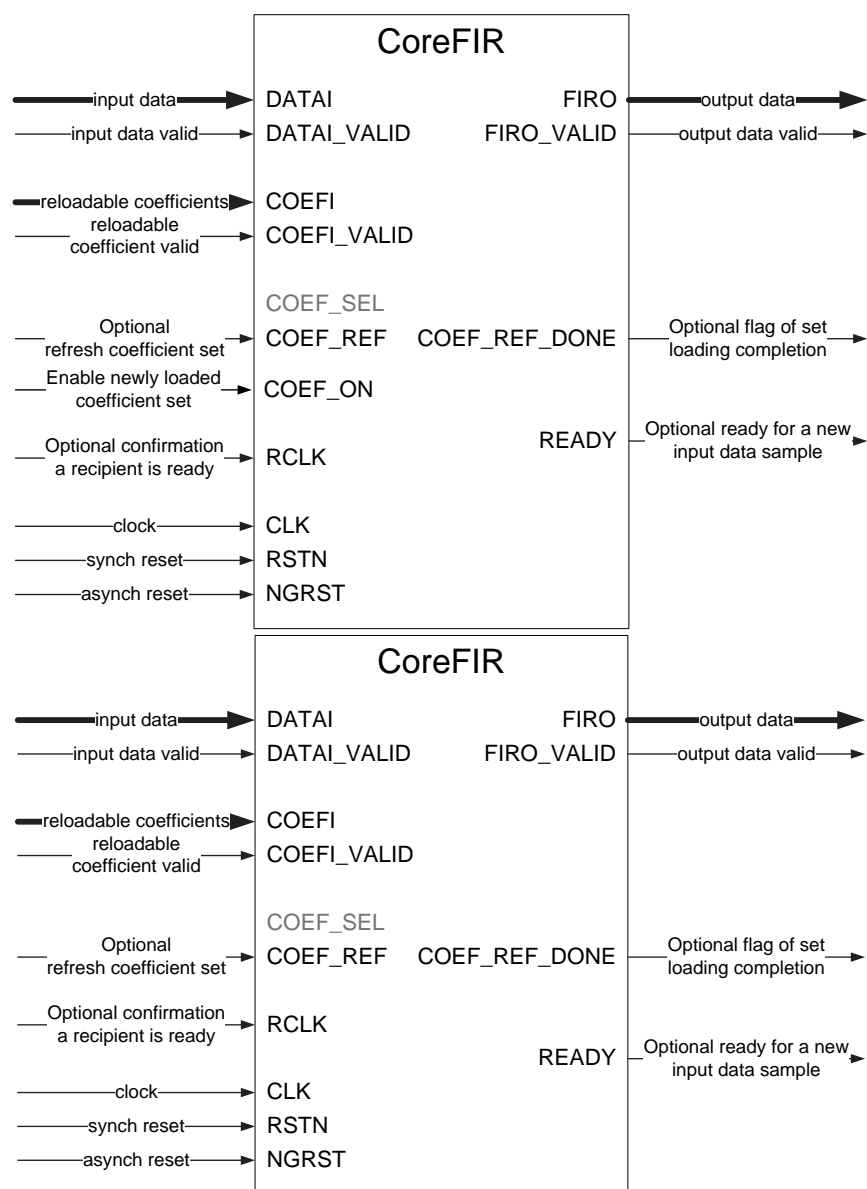 CoreFIR
input data DATAI FIRO output data
input data valid DATAI_VALID FIRO_VALID output data valid
reloadable coefficients COEFI
reloadable
coefficient valid COEFI_VALID
COEF_SEL
Optional
refresh coefficient set COEF_REF COEF_REF_DONE Optional flag of set
loading completion
Enable newly loaded
coefficient set COEF_ON
READY Optional ready for a new
input data sample
Optional confirmation
a recipient is ready RCLK
clock CLK
synch reset RSTN
asynch reset NGRST
CoreFIR
input data DATAI FIRO output data
input data valid DATAI_VALID FIRO_VALID output data valid
reloadable coefficients COEFI
reloadable
coefficient valid COEFI_VALID
COEF_SEL
Optional
refresh coefficient set COEF_REF COEF_REF_DONE Optional flag of set
loading completion
Optional confirmation
a recipient is ready RCLK
READY Optional ready for a new
input data sample
clock CLK
synch reset RSTN
asynch reset NGRST